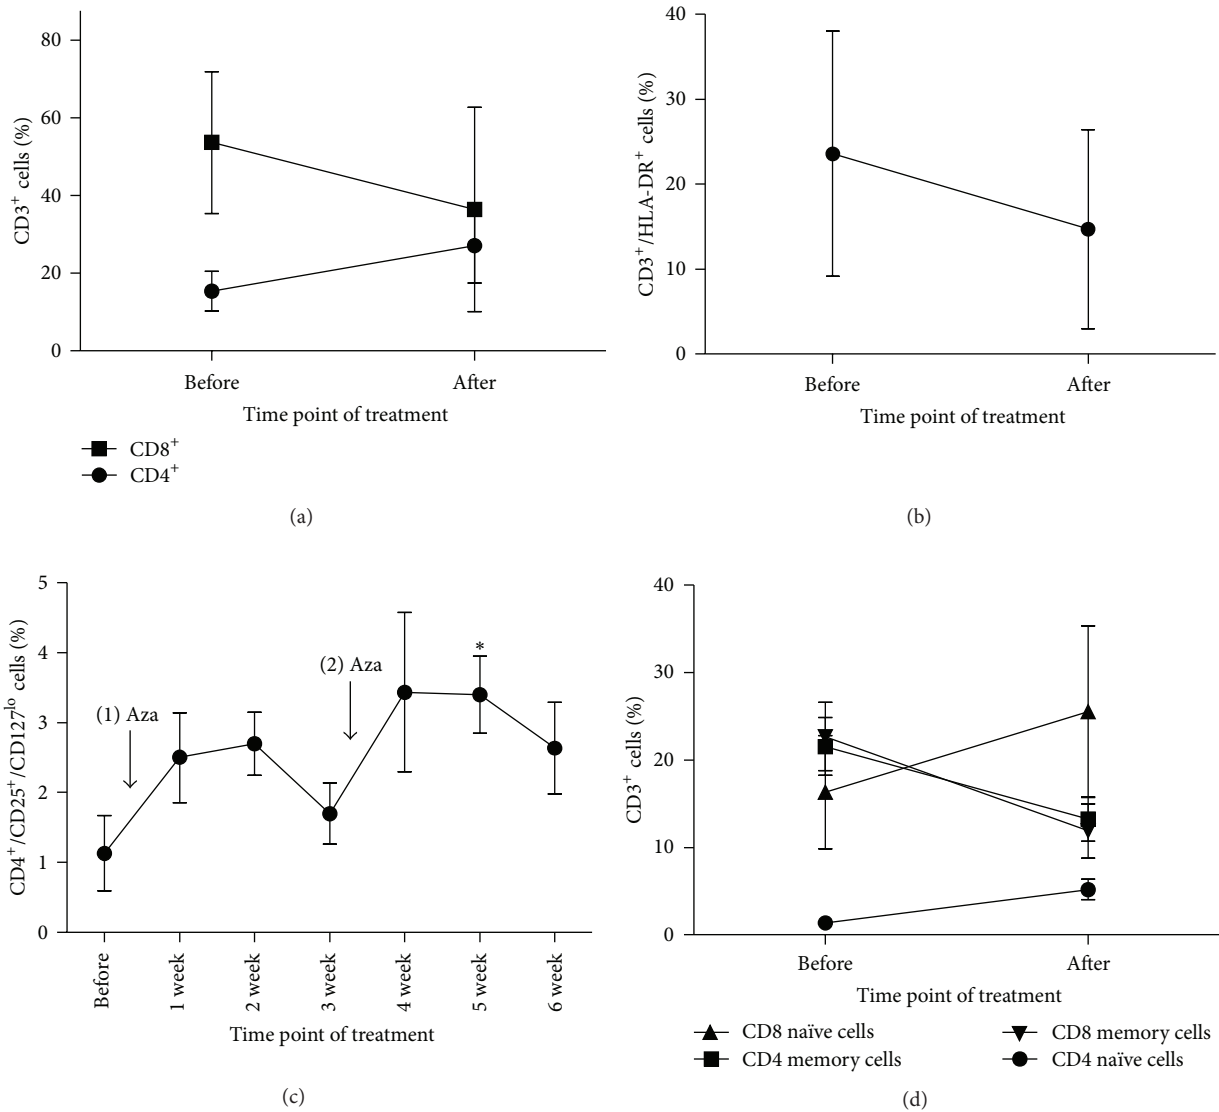 CD3⁺ cells (%)
80
60
40
20
0
Before
After
Time point of treatment
CD8⁺
CD4⁺
(a)
CD3⁺/HLA-DR⁺ cells (%)
40
30
20
10
0
Before
After
Time point of treatment
(b)
CD4⁺/CD25⁺/CD127ˡᵒ cells (%)
5
4
3
2
1
0
(1) Aza
(2) Aza
*
Before
1 week
2 week
3 week
4 week
5 week
6 week
Time point of treatment
(c)
CD3⁺ cells (%)
40
30
20
10
0
Before
After
Time point of treatment
CD8 naïve cells
CD4 memory cells
CD8 memory cells
CD4 naïve cells
(d)